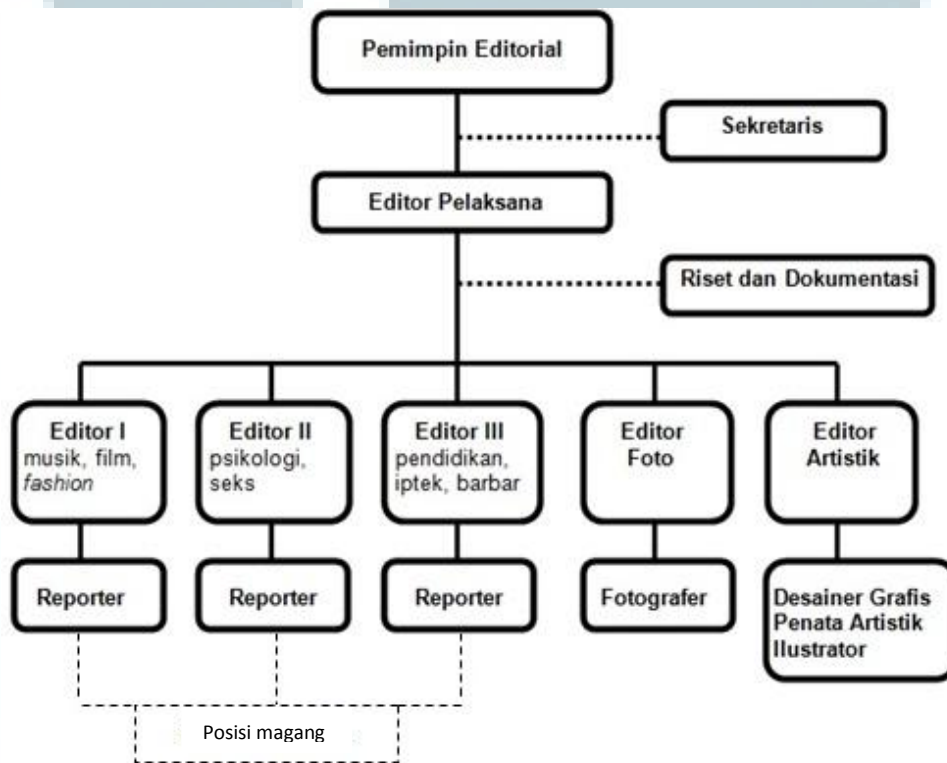 Pemimpin Editorial
Sekretaris
Editor Pelaksana
Riset dan Dokumentasi
Editor I
musik, film,
fashion
Editor II
psikologi,
seks
Editor III
pendidikan,
iptek, barbar
Editor
Foto
Editor
Artistik
Reporter
Reporter
Reporter
Fotografer
Desainer Grafis
Penata Artistik
Ilustrator
Posisi magang